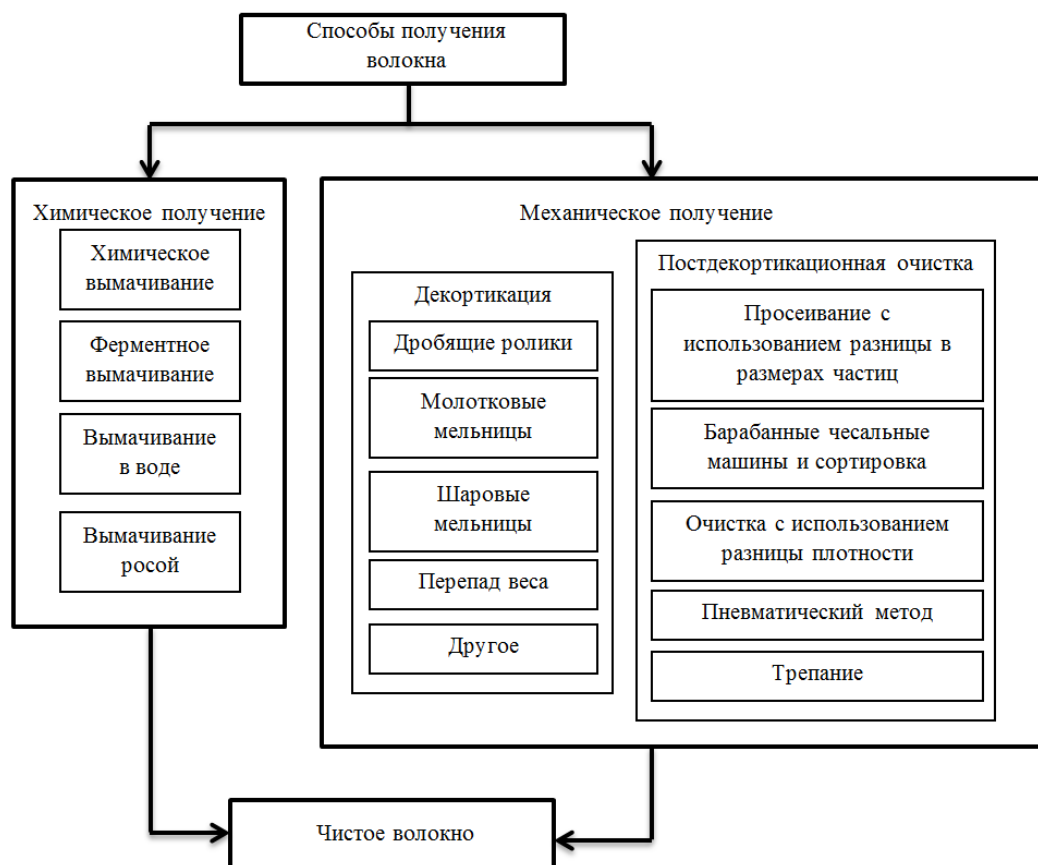 Способы получения
волокна
Химическое получение
Химическое
вымачивание
Ферментное
вымачивание
Вымачивание
в воде
Вымачивание
росой
Механическое получение
Декортикация
Дробящие ролики
Молотковые
мельницы
Шаровые
мельницы
Перепад веса
Другое
Постдекортикационная очистка
Просеивание с
использованием разницы в
размерах частиц
Барабанные чесальные
машины и сортировка
Очистка с использованием
разницы плотности
Пневматический метод
Трепание
Чистое волокно